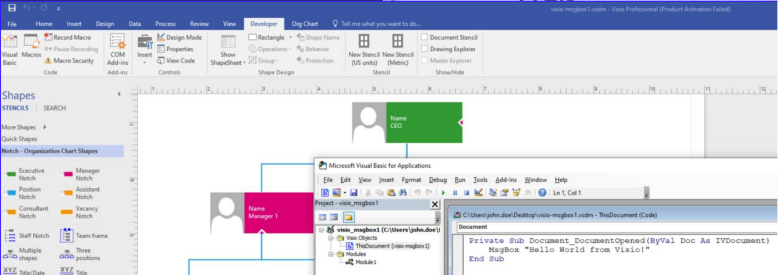 visio-msgbox1.vsdm - Visio Professional (Product Activation Failed)
File Home Insert Design Data Process Review View Developer Org Chart Tell me what you want to do...
Visual Basic
Macros
Record Macro
Pause Recording
Macro Security
Code
COM Add-ins
Add-ins
Insert
Design Mode
Properties
View Code
Controls
Show ShapeSheet
Rectangle
Operations
Group
Shape Name
Behavior
Protection
Shape Design
New Stencil (US units)
New Stencil (Metric)
Stencil
Document Stencil
Drawing Explorer
Master Explorer
Show/Hide
Shapes
STENCILS SEARCH
More Shapes
Quick Shapes
Notch - Organization Chart Shapes
Executive Notch
Manager Notch
Position Notch
Assistant Notch
Consultant Notch
Vacancy Notch
Staff Notch
Team frame
Multiple shapes
Three positions
XYZ Title/Date
XYZ Title
Name
CEO
Name
Manager 1
Microsoft Visual Basic for Applications
File Edit View Insert Format Debug Run Tools Add-Ins Window Help
Ln 1, Col 1
Project - visio_msgbox1
visio_msgbox1 (C:\Users\john.doe\
Visio Objects
ThisDocument (visio-msgbox1)
Modules
Module1
C:\Users\john.doe\Desktop\visio-msgbox1.vsdm - ThisDocument (Code)
Document
Private Sub Document_DocumentOpened(ByVal Doc As IVDocument)
MsgBox "Hello World from Visio!"
End Sub